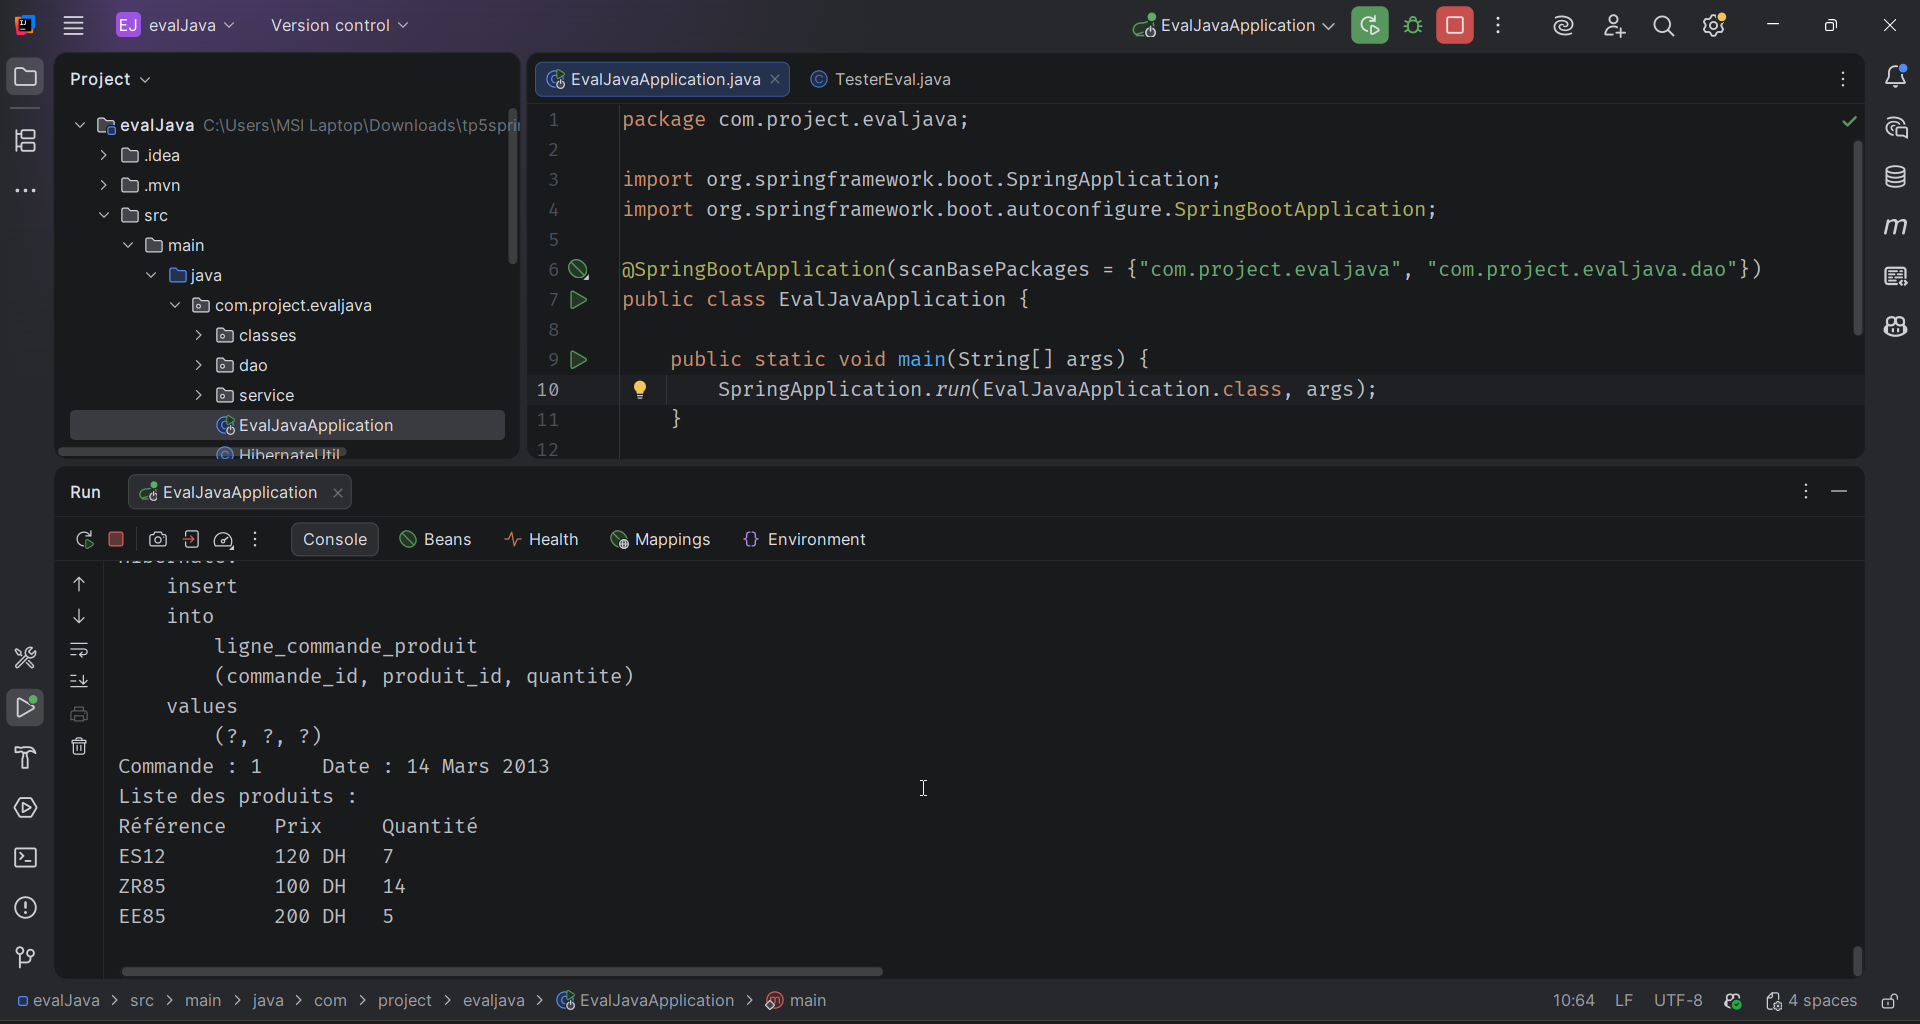 EJ evalJava Version control EvalJavaApplication
Project
evalJava C:\Users\MSI Laptop\Downloads\tp5spri
.idea
.mvn
src
main
java
com.project.evaljava
classes
dao
service
EvalJavaApplication
HibernateUtil
EvalJavaApplication.java TesterEval.java
1 package com.project.evaljava;
2
3 import org.springframework.boot.SpringApplication;
4 import org.springframework.boot.autoconfigure.SpringBootApplication;
5
6 @SpringBootApplication(scanBasePackages = {"com.project.evaljava", "com.project.evaljava.dao"})
7 public class EvalJavaApplication {
8
9 public static void main(String[] args) {
10 SpringApplication.run(EvalJavaApplication.class, args);
11 }
12
Run EvalJavaApplication
Console Beans Health Mappings Environment
Hibernate:
insert
into
ligne_commande_produit
(commande_id, produit_id, quantite)
values
(?, ?, ?)
Commande : 1 Date : 14 Mars 2013
Liste des produits :
Référence Prix Quantité
ES12 120 DH 7
ZR85 100 DH 14
EE85 200 DH 5
evalJava > src > main > java > com > project > evaljava > EvalJavaApplication > main 10:64 LF UTF-8 4 spaces